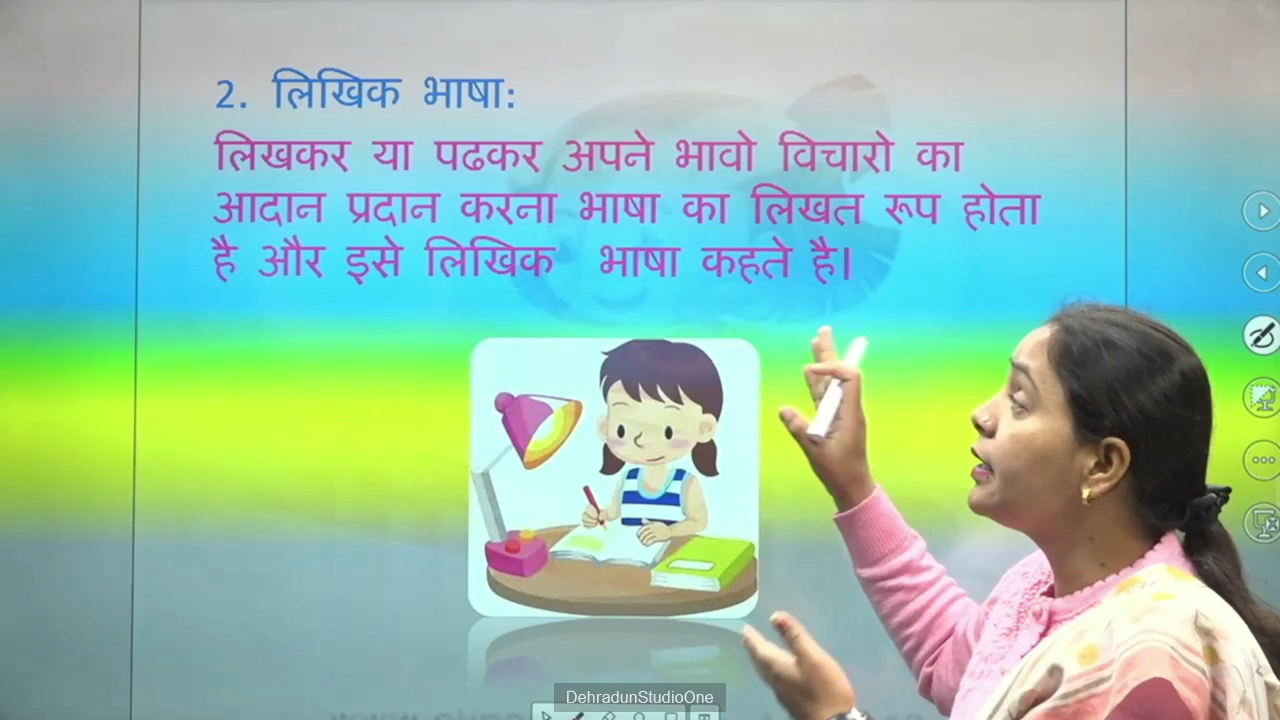 2. लिखिक भाषा:
लिखकर या पढकर अपने भावो विचारो का
आदान प्रदान करना भाषा का लिखत रूप होता
है और इसे लिखिक भाषा कहते है।
DehradunStudioOne